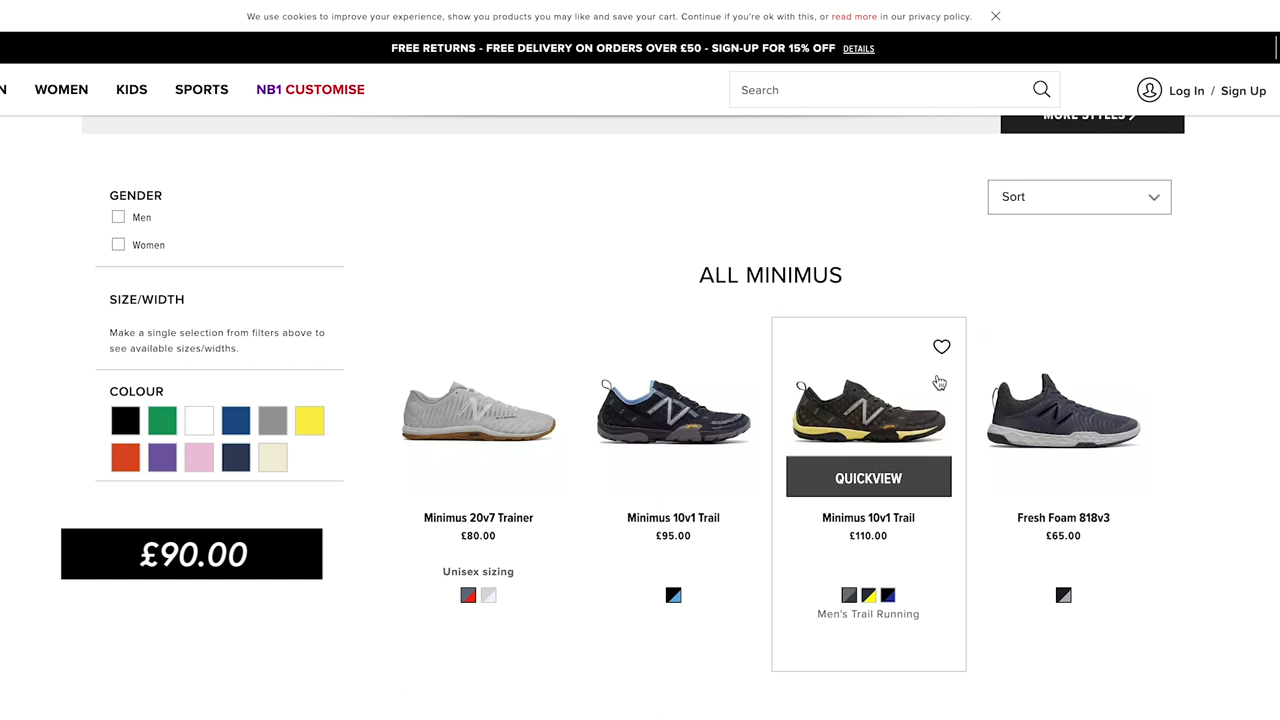 We use cookies to improve your experience, show you products you may like and save your cart. Continue if you're ok with this, or read more in our privacy policy.
FREE RETURNS - FREE DELIVERY ON ORDERS OVER £50 - SIGN-UP FOR 15% OFF DETAILS
N WOMEN KIDS SPORTS NB1 CUSTOMISE Search Log In / Sign Up
MORE STYLES
GENDER
Men
Women
Sort
SIZE/WIDTH
Make a single selection from filters above to
see available sizes/widths.
COLOUR
£90.00
ALL MINIMUS
QUICKVIEW
Minimus 20v7 Trainer Minimus 10v1 Trail Minimus 10v1 Trail Fresh Foam 818v3
£80.00 £95.00 £110.00 £65.00
Unisex sizing
Men's Trail Running